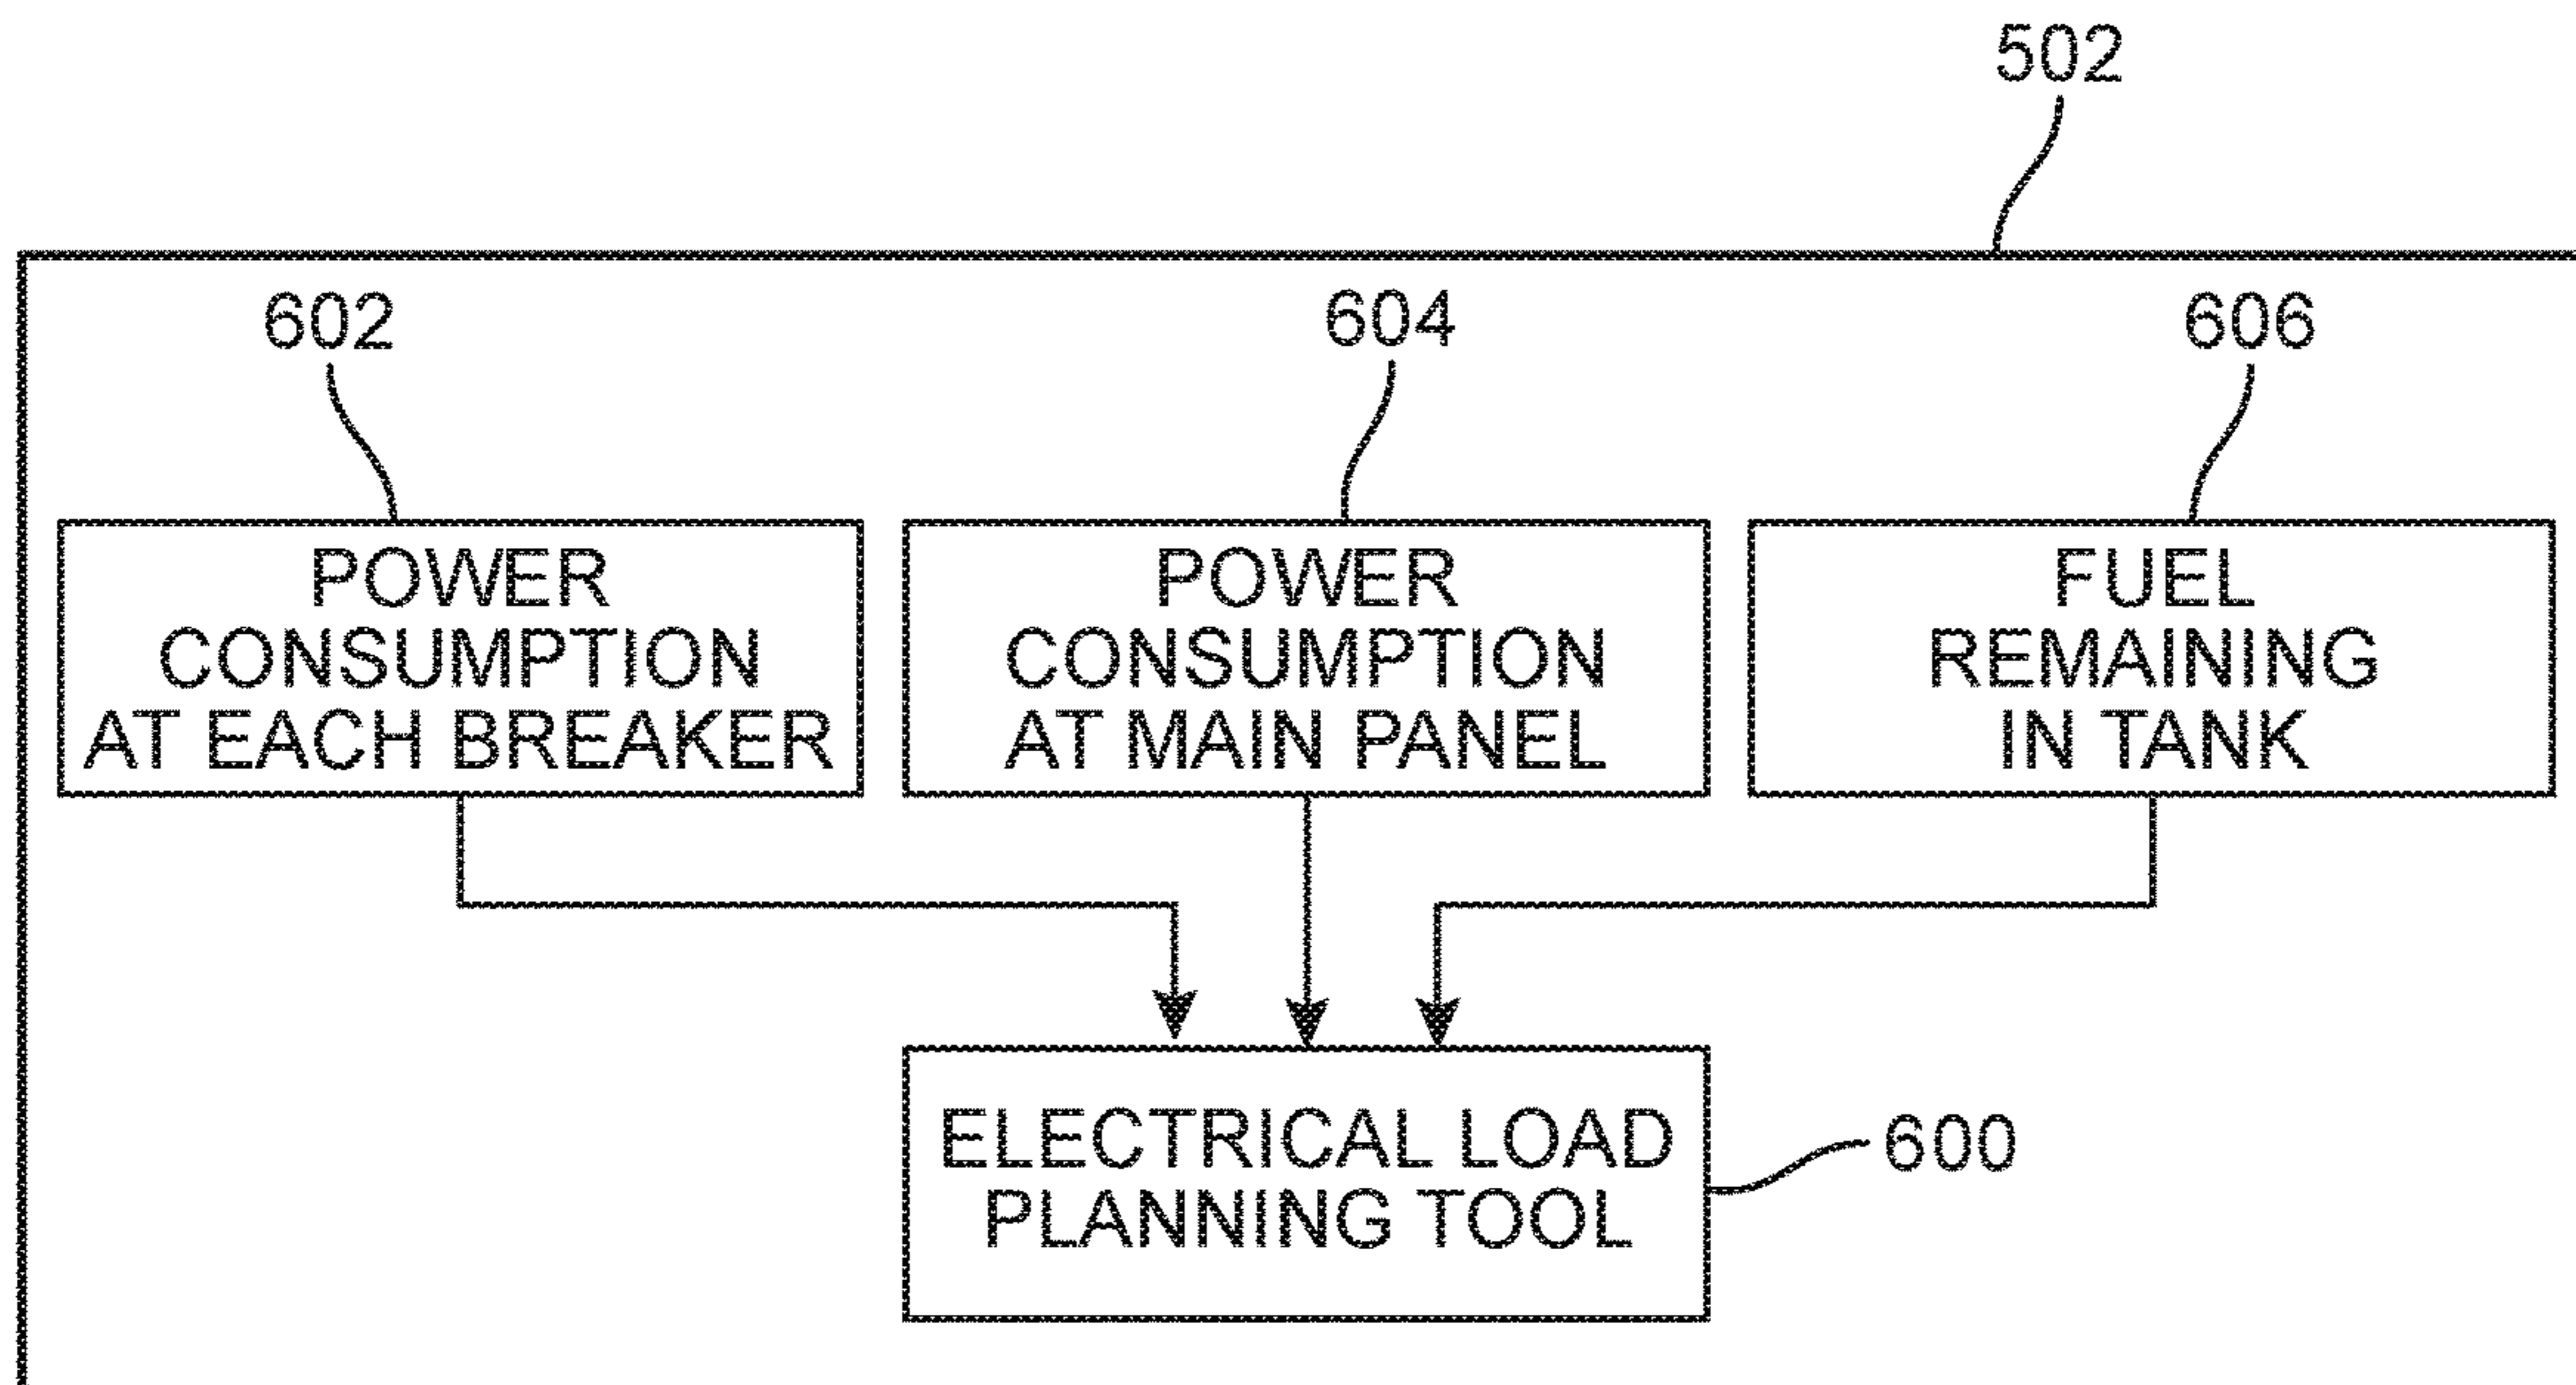 502
602
604
606
POWER
CONSUMPTION
AT EACH BREAKER
POWER
CONSUMPTION
AT MAIN PANEL
FUEL
REMAINING
IN TANK
ELECTRICAL LOAD
PLANNING TOOL
600